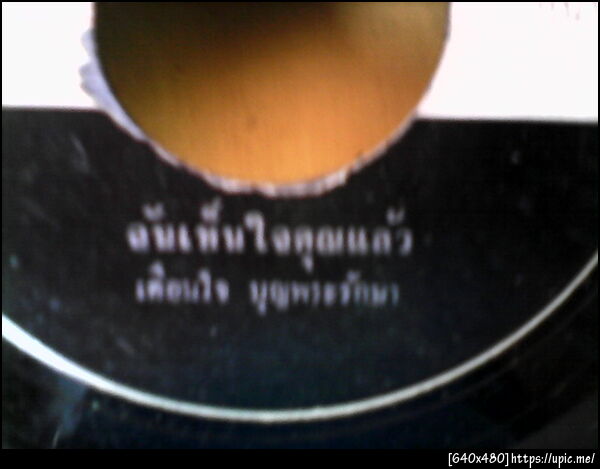 ฉันเห็นใจคุณแล้ว
เตือนใจ บุญพระรักษา
[640x480]https://upic.me/